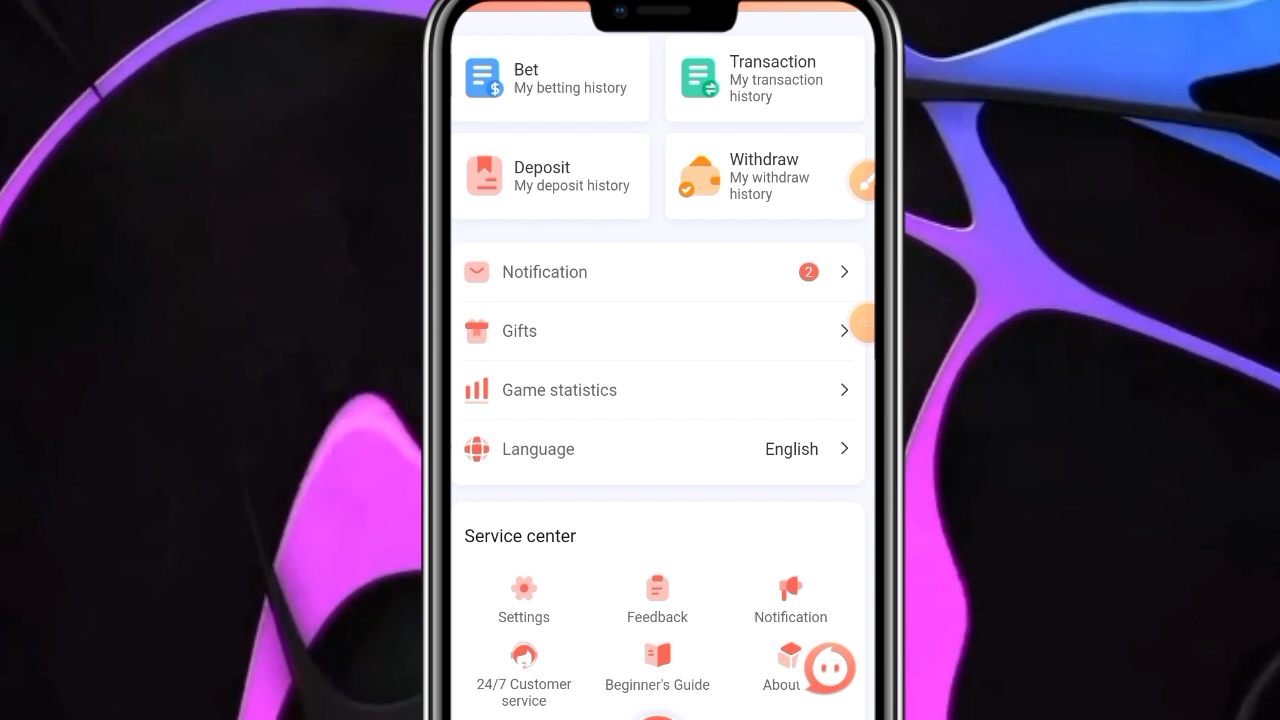 Bet
My betting history
Transaction
My transaction
history
Deposit
My deposit history
Withdraw
My withdraw
history
Notification
2
Gifts
Game statistics
Language
English
Service center
Settings
Feedback
Notification
24/7 Customer
service
Beginner's Guide
About